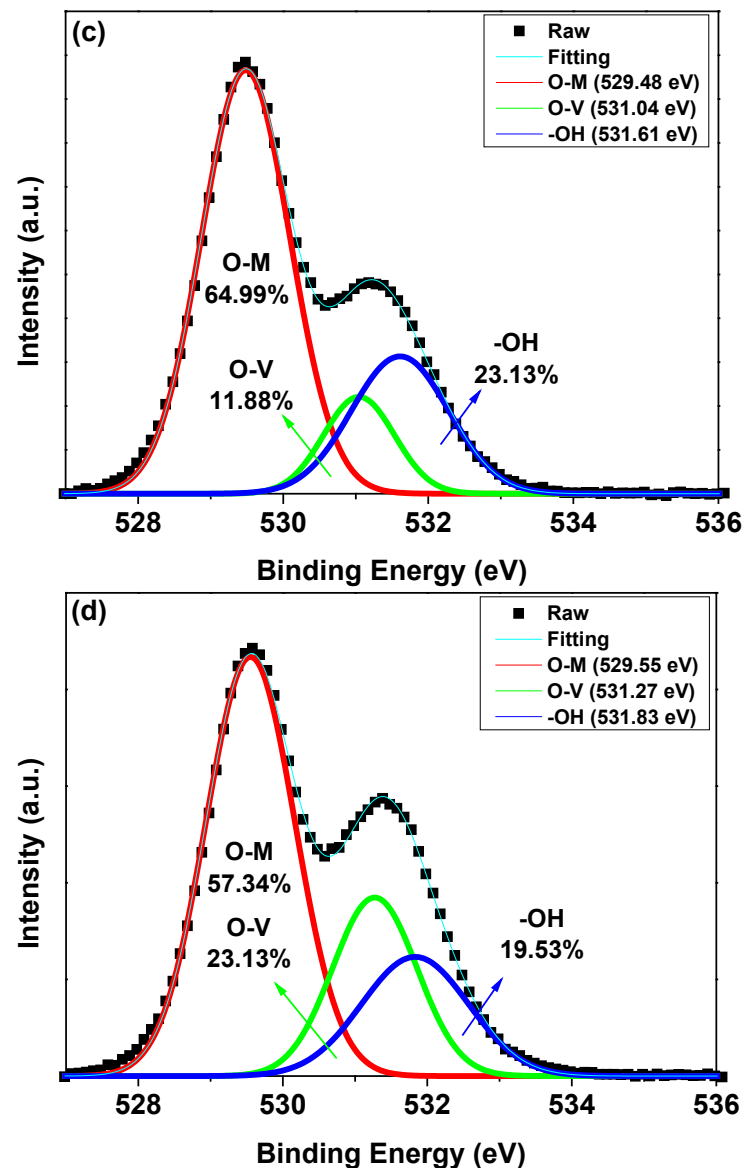 (c)
Raw
Fitting
O-M (529.48 eV)
O-V (531.04 eV)
-OH (531.61 eV)
O-M
64.99%
O-V
11.88%
-OH
23.13%
Intensity (a.u.)
528 530 532 534 536
Binding Energy (eV)
(d)
Raw
Fitting
O-M (529.55 eV)
O-V (531.27 eV)
-OH (531.83 eV)
O-M
57.34%
O-V
23.13%
-OH
19.53%
Intensity (a.u.)
528 530 532 534 536
Binding Energy (eV)